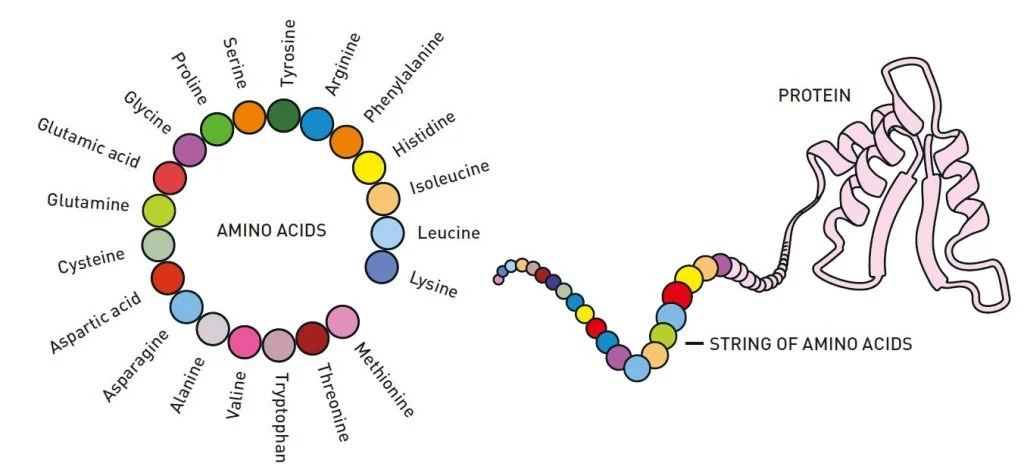 AMINO ACIDS
Methionine
Threonine
Tryptophan
Valine
Alanine
Asparagine
Aspartic acid
Cysteine
Glutamine
Glutamic acid
Glycine
Proline
Serine
Tyrosine
Arginine
Phenylalanine
Histidine
Isoleucine
Leucine
Lysine
PROTEIN
STRING OF AMINO ACIDS